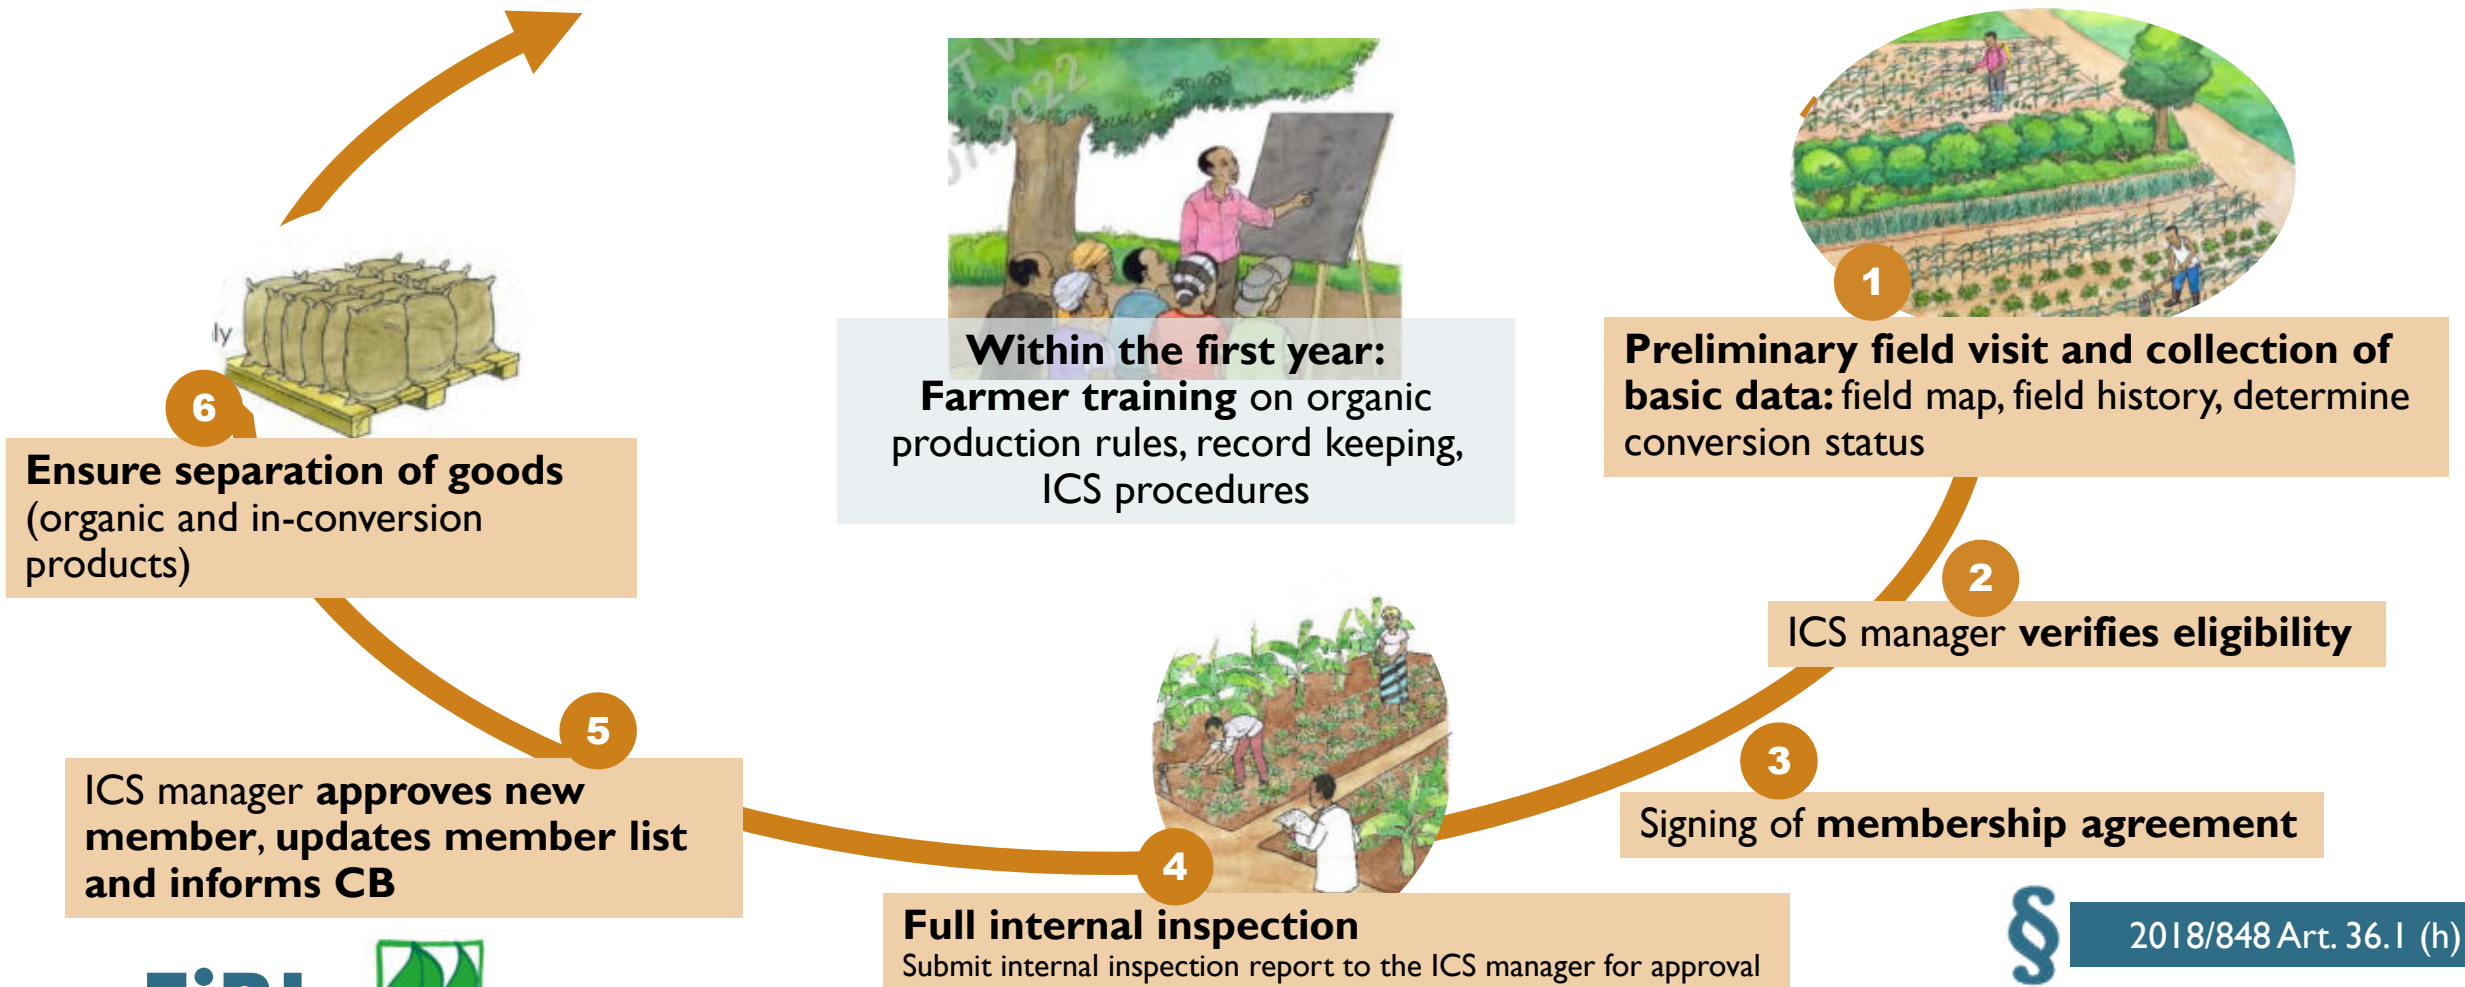 Within the first year:
Farmer training on organic
production rules, record keeping,
ICS procedures
1
Preliminary field visit and collection of
basic data: field map, field history, determine
conversion status
2
ICS manager verifies eligibility
3
Signing of membership agreement
4
Full internal inspection
Submit internal inspection report to the ICS manager for approval
5
ICS manager approves new
member, updates member list
and informs CB
6
ly
Ensure separation of goods
(organic and in-conversion
products)
§
2018/848 Art. 36.1 (h)
FiBL